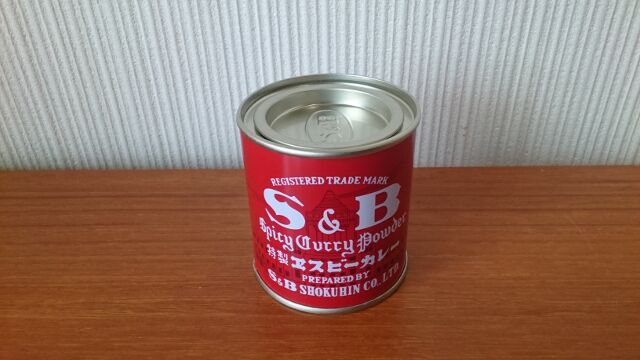 S&B
REGISTERED TRADE MARK
S & B
Spicy Curry Powder
特製ヱスビーカレー
PREPARED BY
S&B SHOKUHIN CO., LTD